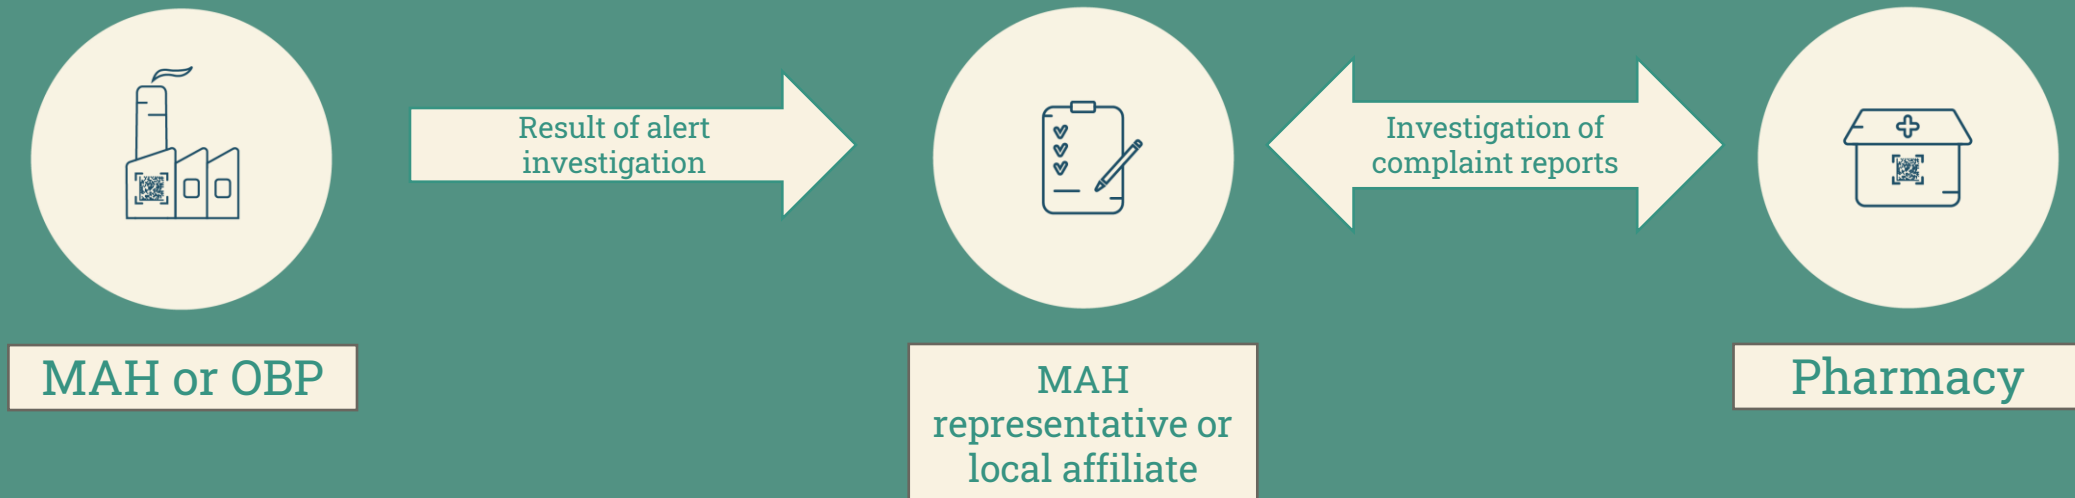 Result of alert
investigation
Investigation of
complaint reports
MAH or OBP
MAH
representative or
local affiliate
Pharmacy